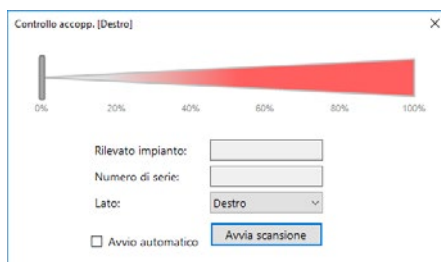 Controllo accopp. [Destro]
0% 20% 40% 60% 80% 100%
Rilevato impianto:
Numero di serie:
Lato: Destro
Avvio automatico Avvia scansione